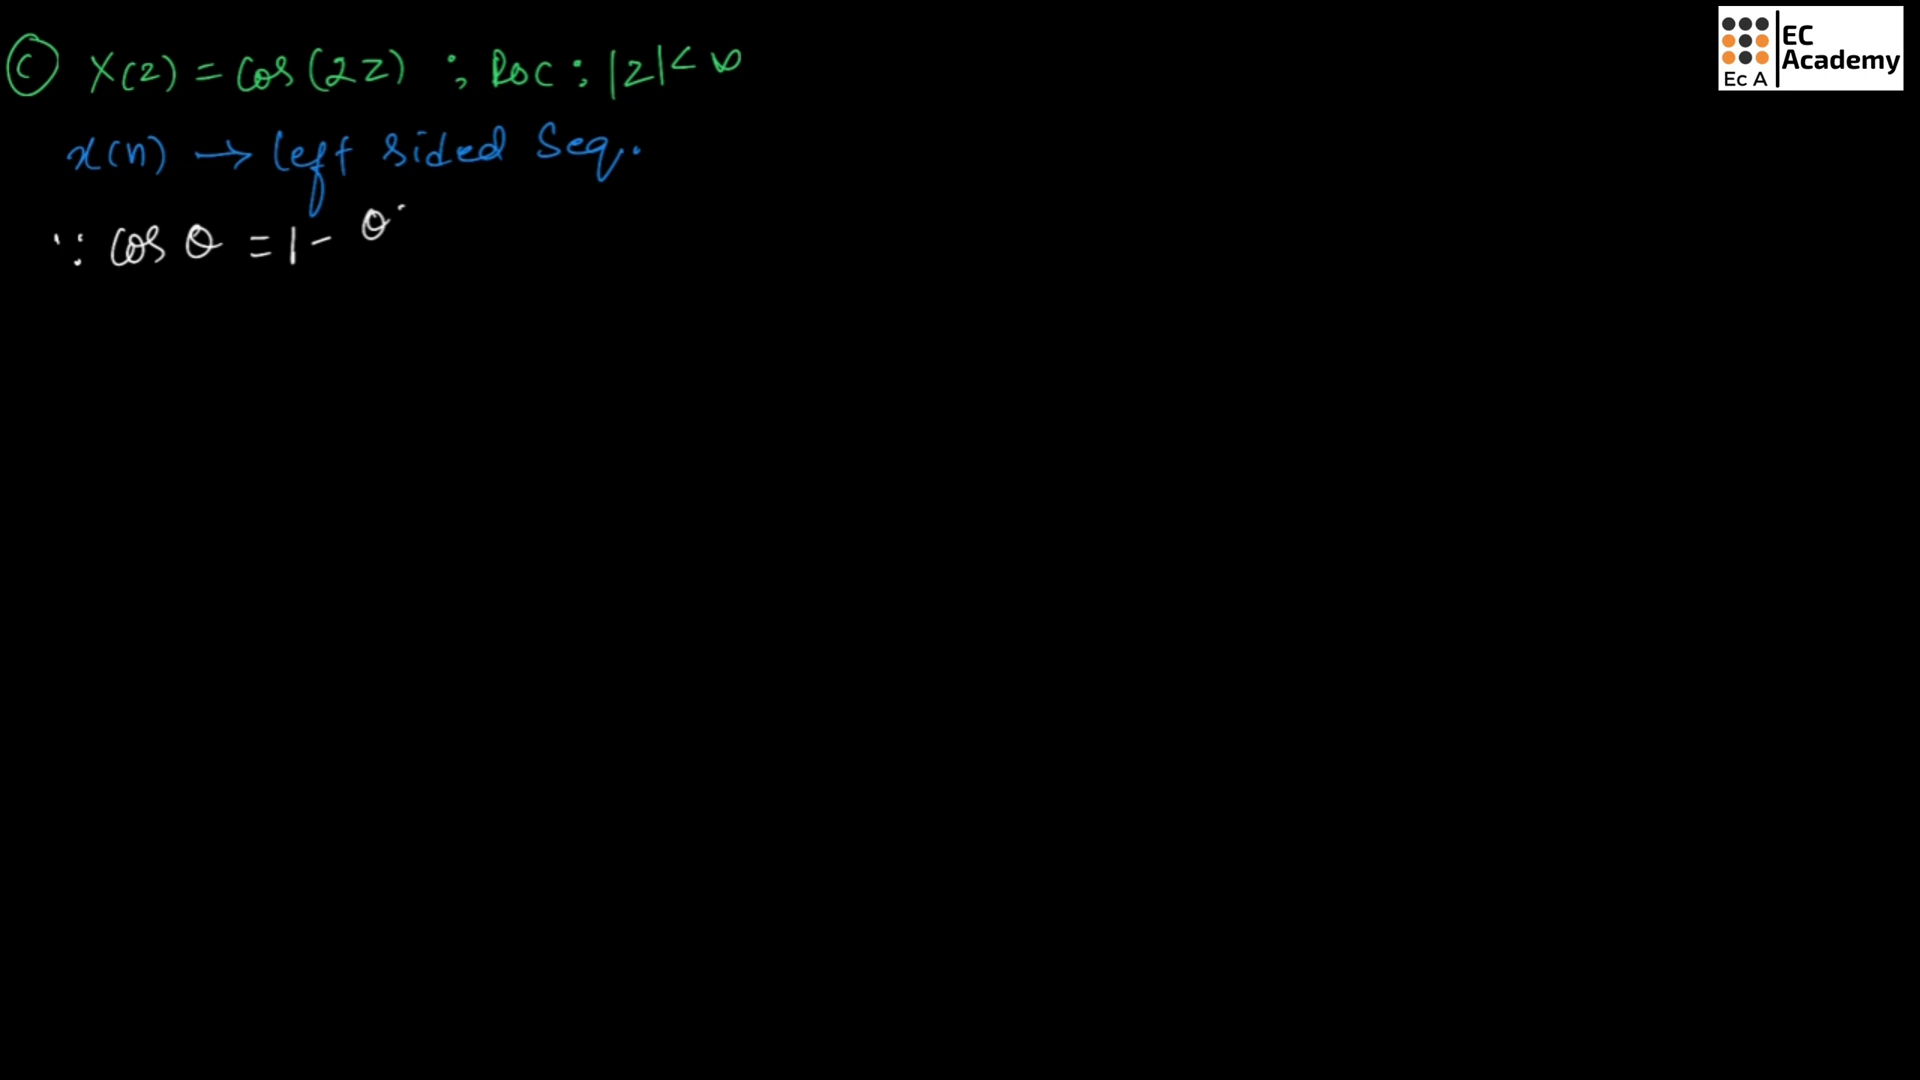 C X(z) = cos(2z) ; Roc : |z| < ∞
x(n) → left sided seq.
∵ cos θ = 1 - θ
EC
Academy
Ec A